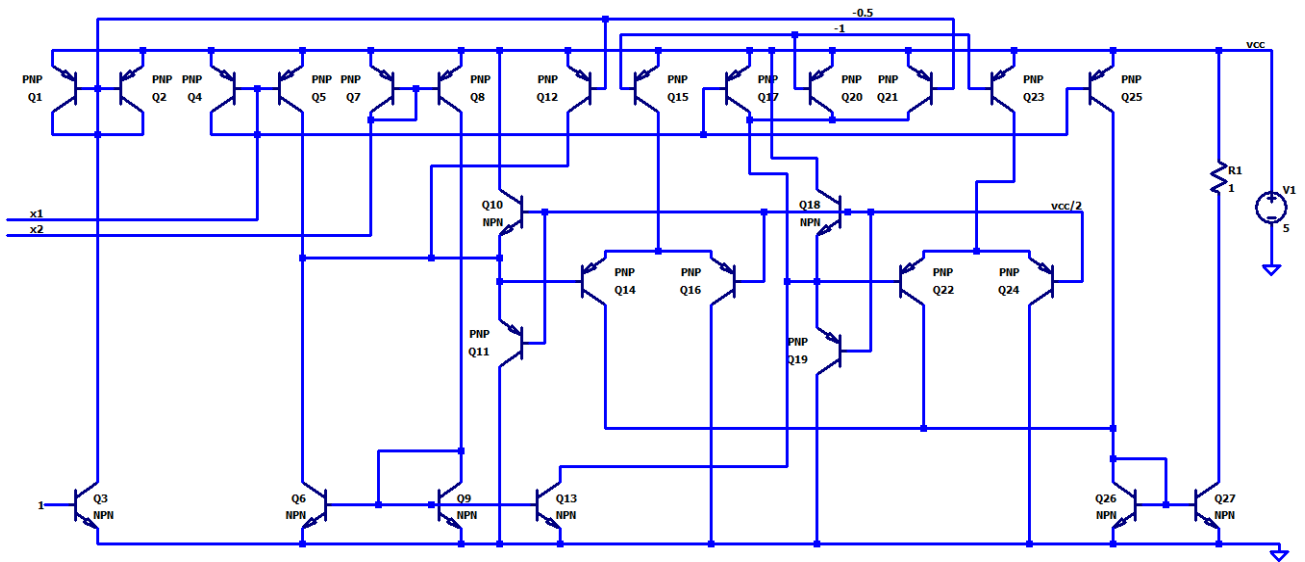 -0.5
-1
vcc
PNP
Q1
PNP
Q2
PNP
Q4
PNP
Q5
PNP
Q7
PNP
Q8
PNP
Q12
PNP
Q15
PNP
Q17
PNP
Q20
PNP
Q21
PNP
Q23
PNP
Q25
R1
1
V1
5
x1
x2
Q10
NPN
Q18
NPN
vcc/2
PNP
Q14
PNP
Q16
PNP
Q22
PNP
Q24
PNP
Q11
PNP
Q19
1
Q3
NPN
Q6
NPN
Q9
NPN
Q13
NPN
Q26
NPN
Q27
NPN